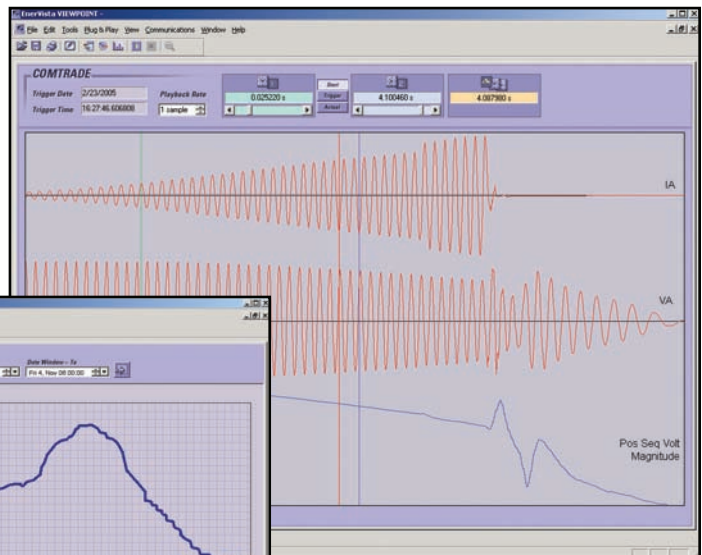 EnerVista VIEWPOINT -
File Edit Tools Plug & Play View Communications Window Help
COMTRADE
Trigger Date 2/23/2005
Trigger Time 16:27:46.606808
Playback Rate
1 sample
0.025220 s
Start
Trigger
Actual
4.100460 s
4.087980 s
IA
VA
Pos Seq Volt
Magnitude
Date Window - To
Fri 4, Nov 08 00:00